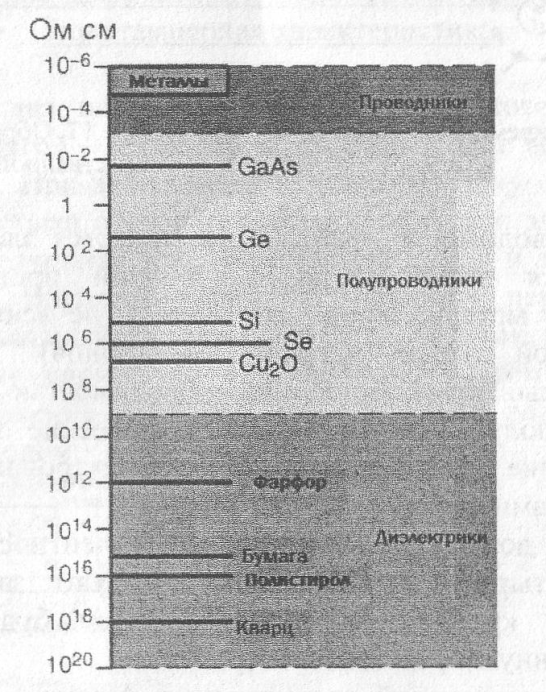 Ом см
10⁻⁶
Металлы
Проводники
10⁻⁴
10⁻²
GaAs
1
Ge
10²
Полупроводники
10⁴
Si
10⁶
Se
Cu₂O
10⁸
10¹⁰
10¹²
Фарфор
10¹⁴
Диэлектрики
Бумага
10¹⁶
Полистирол
10¹⁸
Кварц
10²⁰